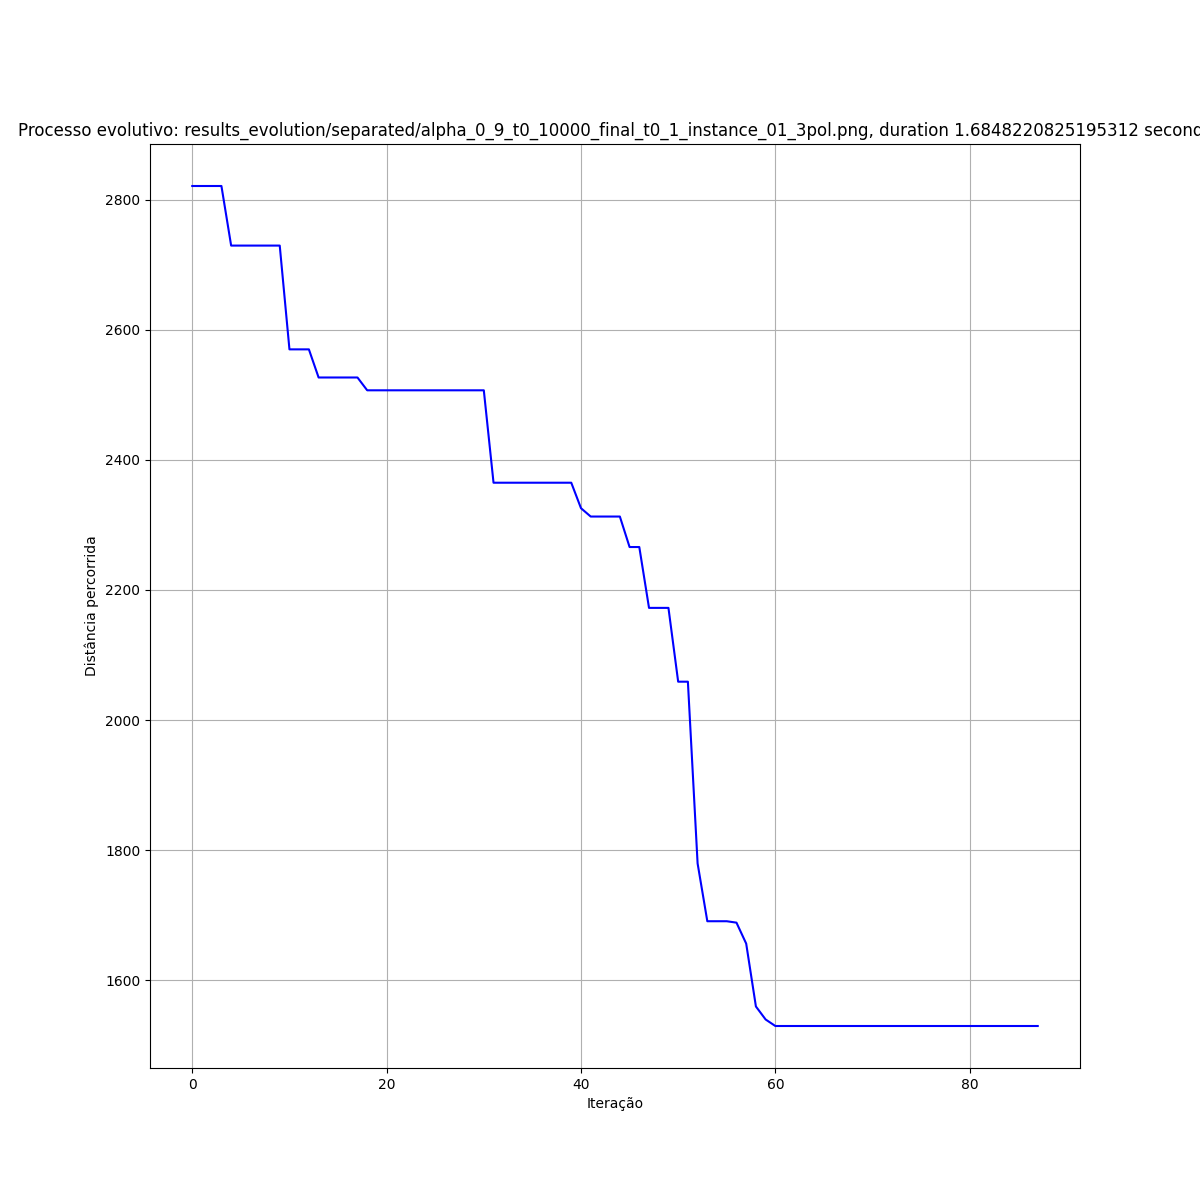 Processo evolutivo: results_evolution/separated/alpha_0_9_t0_10000_final_t0_1_instance_01_3pol.png, duration 1.6848220825195312 second
2800
2600
2400
2200
2000
1800
1600
Distância percorrida
0 20 40 60 80
Iteração